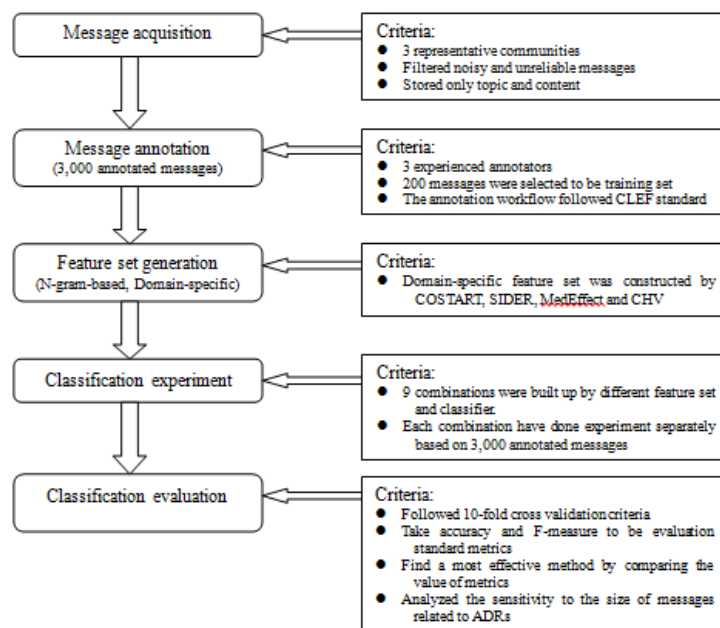 Message acquisition
Criteria:
● 3 representative communities
● Filtered noisy and unreliable messages
● Stored only topic and content
Message annotation
(3,000 annotated messages)
Criteria:
● 3 experienced annotators
● 200 messages were selected to be training set
● The annotation workflow followed CLEF standard
Feature set generation
(N-gram-based, Domain-specific)
Criteria:
● Domain-specific feature set was constructed by
COSTART, SIDER, MedEffect and CHV
Classification experiment
Criteria:
● 9 combinations were built up by different feature set
and classifier.
● Each combination have done experiment separately
based on 3,000 annotated messages
Classification evaluation
Criteria:
● Followed 10-fold cross validation criteria
● Take accuracy and F-measure to be evaluation
standard metrics
● Find a most effective method by comparing the
value of metrics
● Analyzed the sensitivity to the size of messages
related to ADRs